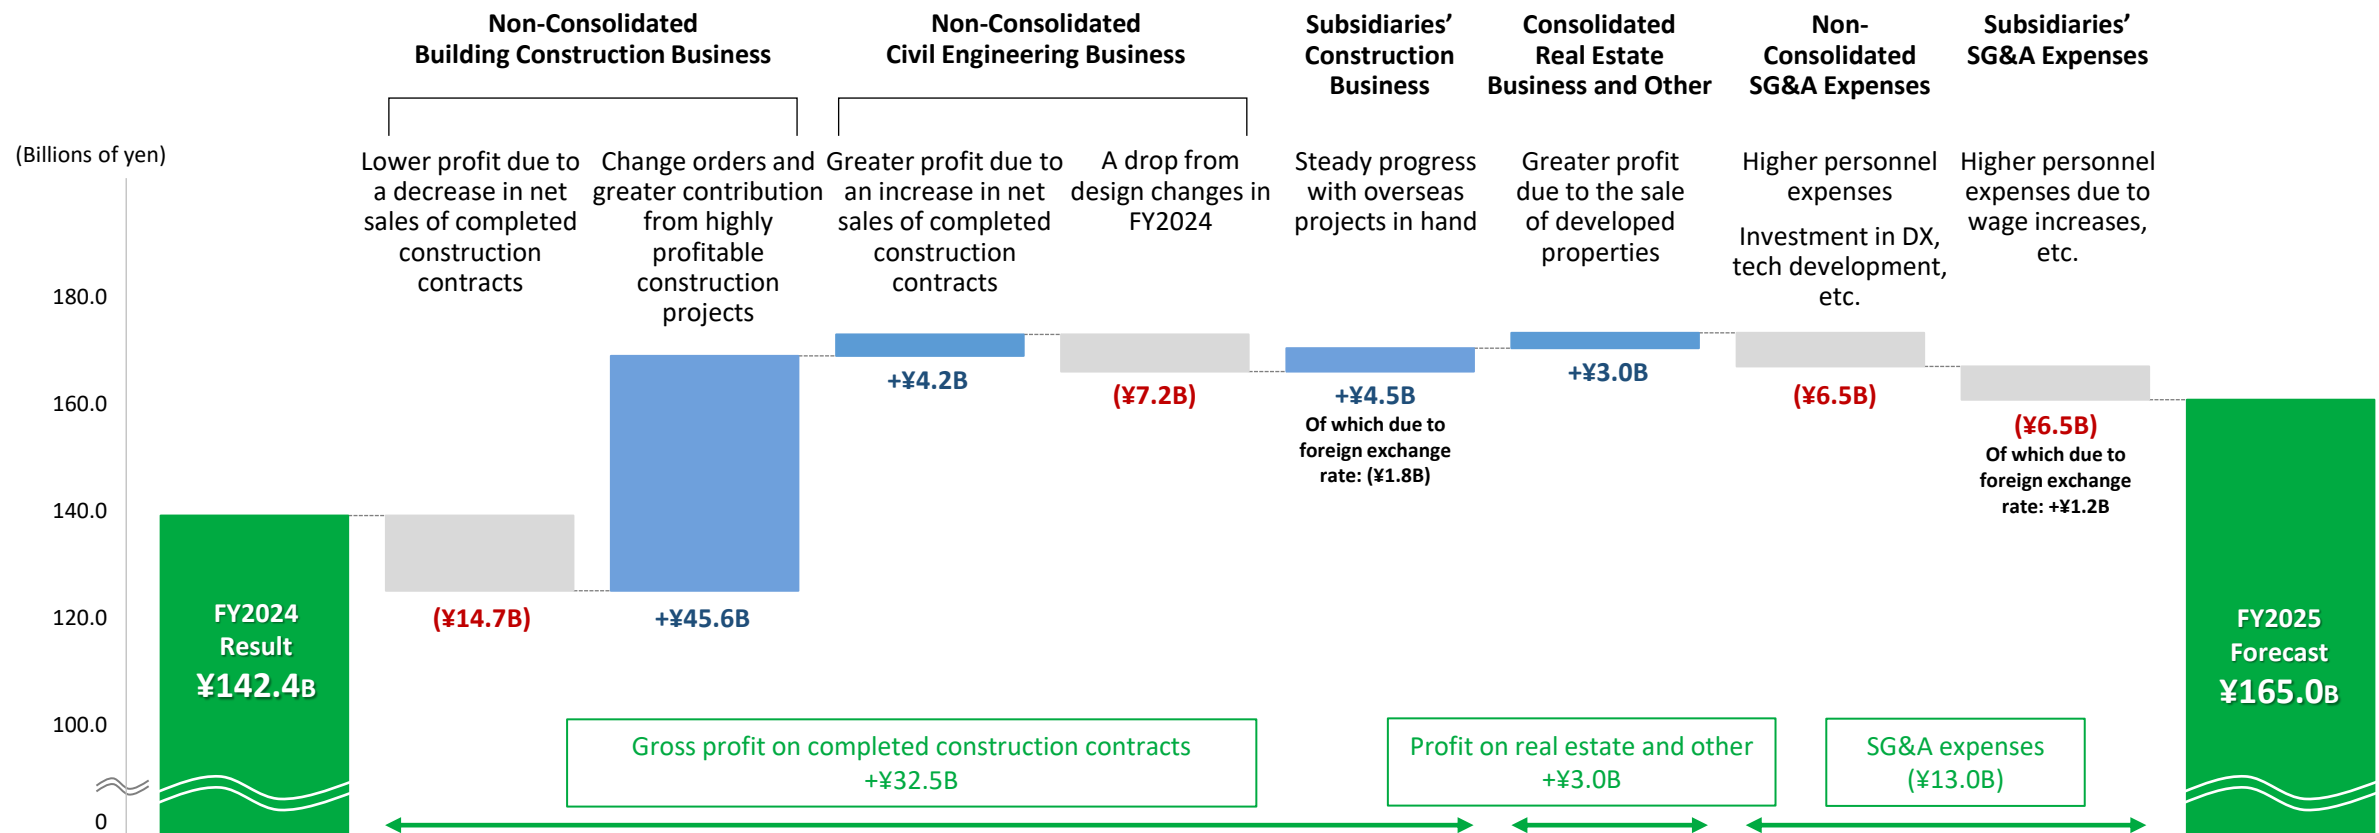 Non-Consolidated
Building Construction Business
Non-Consolidated
Civil Engineering Business
Subsidiaries’
Construction
Business
Consolidated
Real Estate
Business and Other
Non-
Consolidated
SG&A Expenses
Subsidiaries’
SG&A Expenses
(Billions of yen)
Lower profit due to
a decrease in net
sales of completed
construction
contracts
Change orders and
greater contribution
from highly
profitable
construction
projects
Greater profit due to
an increase in net
sales of completed
construction
contracts
A drop from
design changes in
FY2024
Steady progress
with overseas
projects in hand
Greater profit
due to the sale
of developed
properties
Higher personnel
expenses
Investment in DX,
tech development,
etc.
Higher personnel
expenses due to
wage increases,
etc.
180.0
160.0
140.0
120.0
100.0
0
FY2024
Result
¥142.4B
(¥14.7B)
+¥45.6B
+¥4.2B
(¥7.2B)
+¥4.5B
Of which due to
foreign exchange
rate: (¥1.8B)
+¥3.0B
(¥6.5B)
(¥6.5B)
Of which due to
foreign exchange
rate: +¥1.2B
FY2025
Forecast
¥165.0B
Gross profit on completed construction contracts
+¥32.5B
Profit on real estate and other
+¥3.0B
SG&A expenses
(¥13.0B)